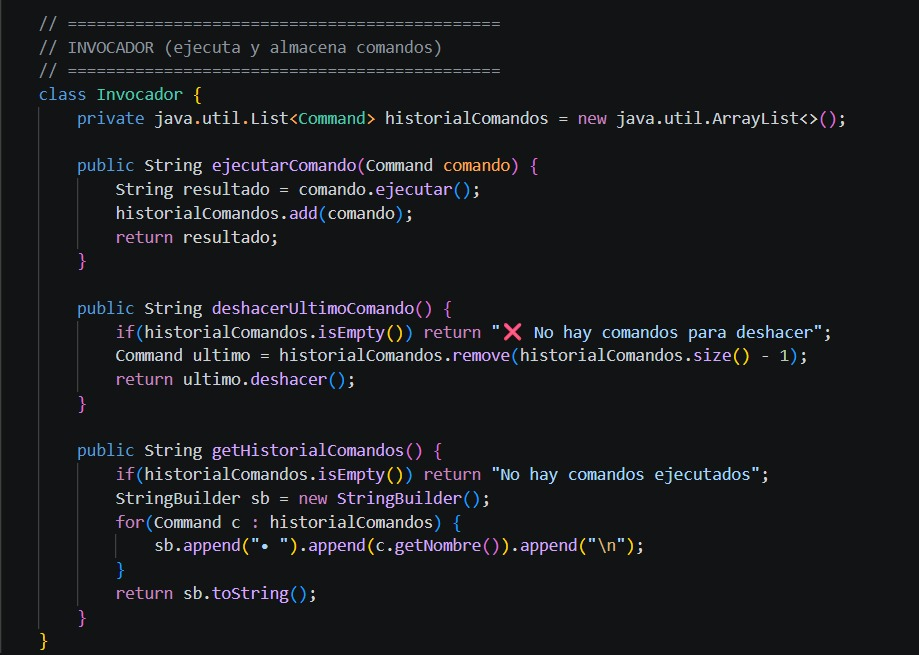 // =============================================
// INVOCADOR (ejecuta y almacena comandos)
// =============================================
class Invocador {
    private java.util.List<Command> historialComandos = new java.util.ArrayList<>();

    public String ejecutarComando(Command comando) {
        String resultado = comando.ejecutar();
        historialComandos.add(comando);
        return resultado;
    }

    public String deshacerUltimoComando() {
        if(historialComandos.isEmpty()) return "❌ No hay comandos para deshacer";
        Command ultimo = historialComandos.remove(historialComandos.size() - 1);
        return ultimo.deshacer();
    }

    public String getHistorialComandos() {
        if(historialComandos.isEmpty()) return "No hay comandos ejecutados";
        StringBuilder sb = new StringBuilder();
        for(Command c : historialComandos) {
            sb.append("• ").append(c.getNombre()).append("\n");
        }
        return sb.toString();
    }
}